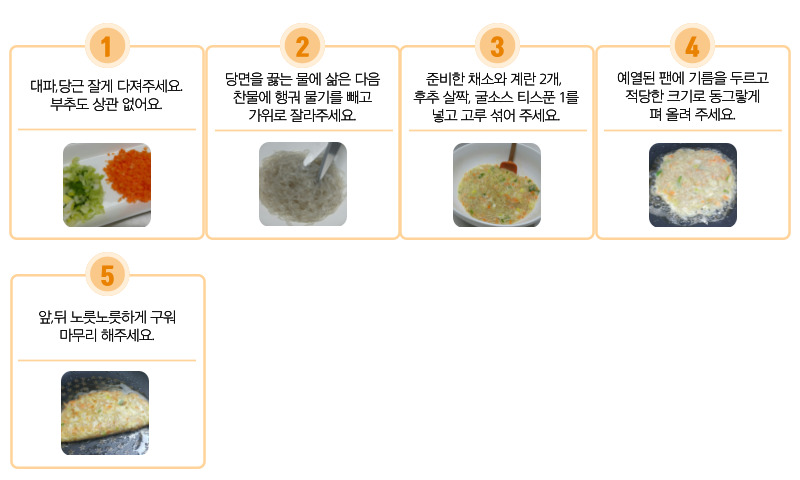 1
대파,당근 잘게 다져주세요.
부추도 상관 없어요.
2
당면을 끓는 물에 삶은 다음
찬물에 행궈 물기를 빼고
가위로 잘라주세요.
3
준비한 채소와 계란 2개,
후추 살짝, 굴소스 티스푼 1를
넣고 고루 섞어 주세요.
4
예열된 팬에 기름을 두르고
적당한 크기로 동그랗게
펴 올려 주세요.
5
앞,뒤 노릇노릇하게 구워
마무리 해주세요.